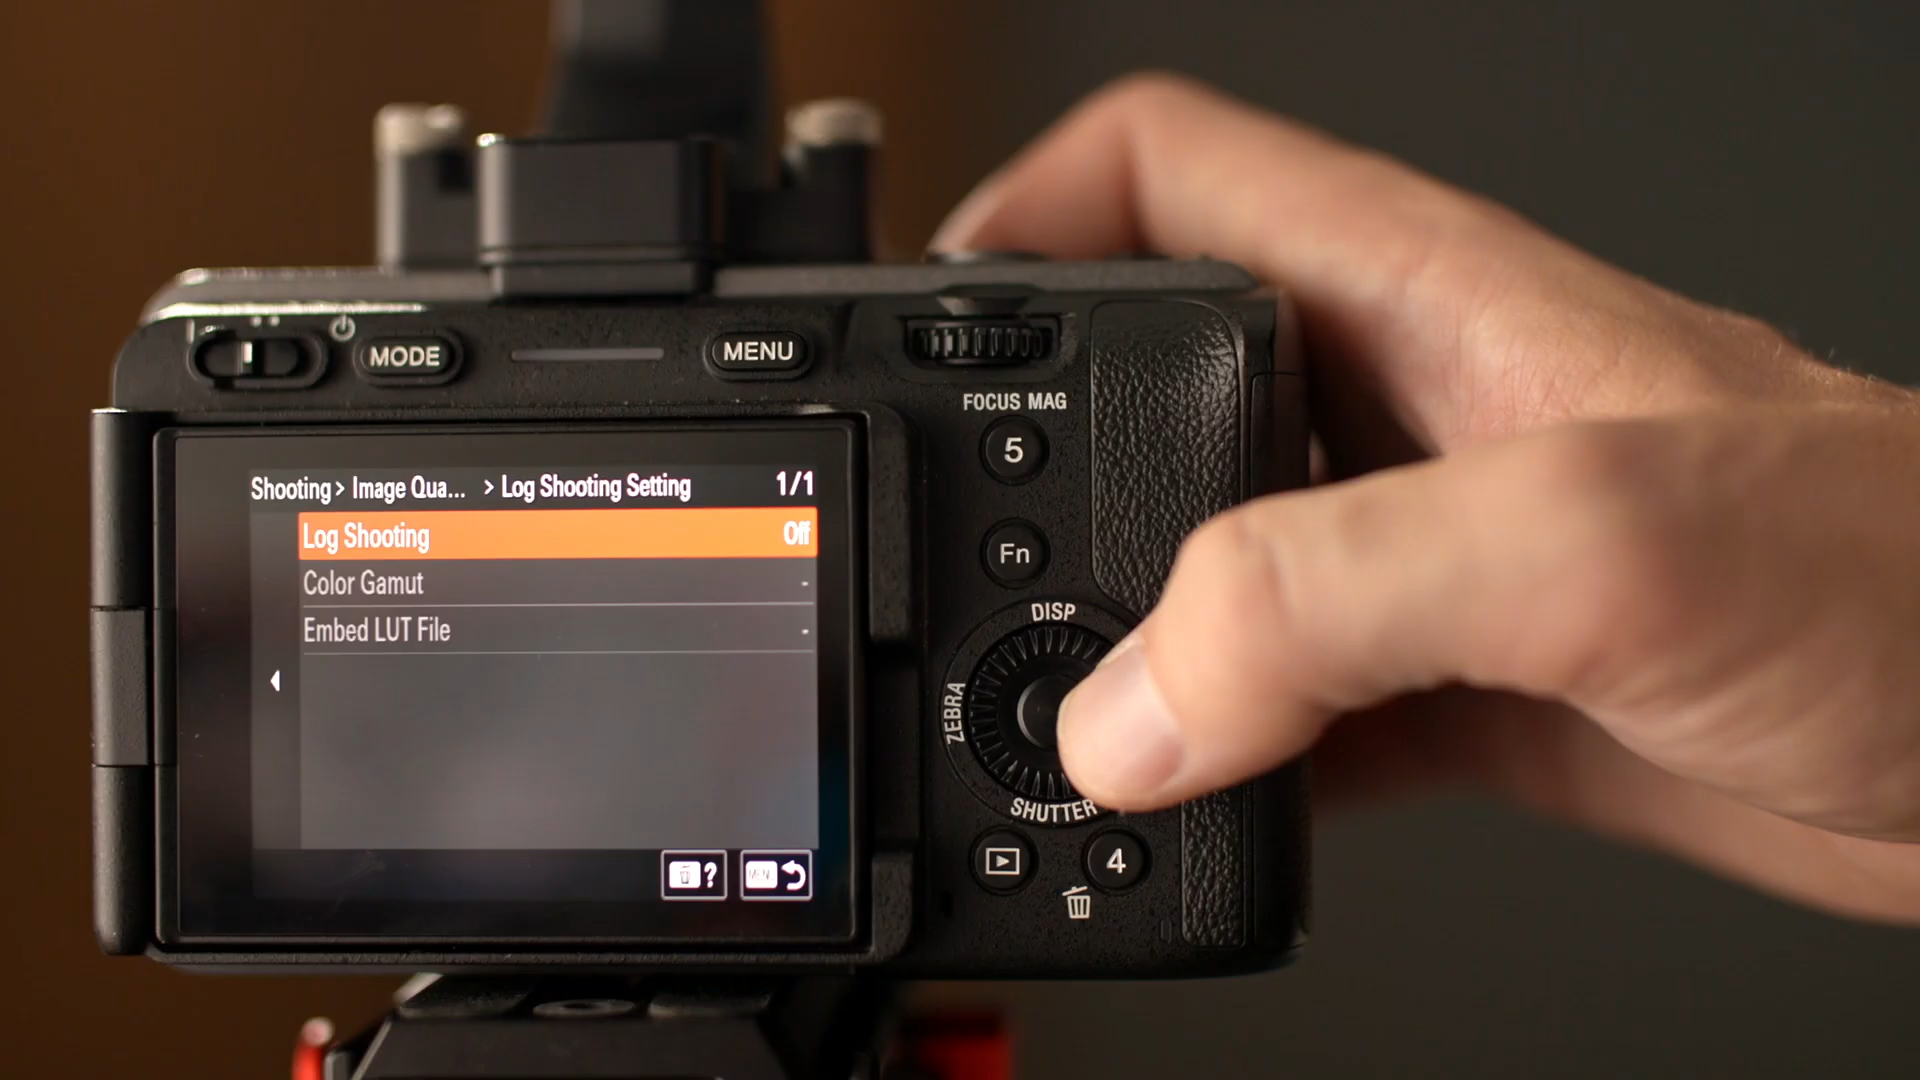 MODE
MENU
FOCUS MAG
5
Fn
DISP
ZEBRA
SHUTTER
4
Shooting > Image Qua... > Log Shooting Setting 1/1
Log Shooting Off
Color Gamut -
Embed LUT File -
?
MENU